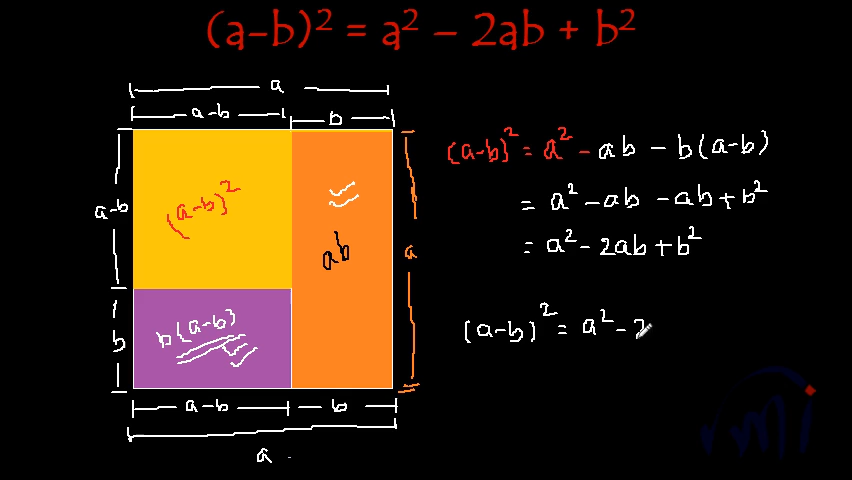 (a-b)² = a² - 2ab + b²
a
a-b
b
(a-b)² = a² - ab - b(a-b)
a-b
(a-b)²
= a² - ab - ab + b²
ab
a
= a² - 2ab + b²
b
b(a-b)
(a-b)² = a² - 2
a-b
b
a
vmi